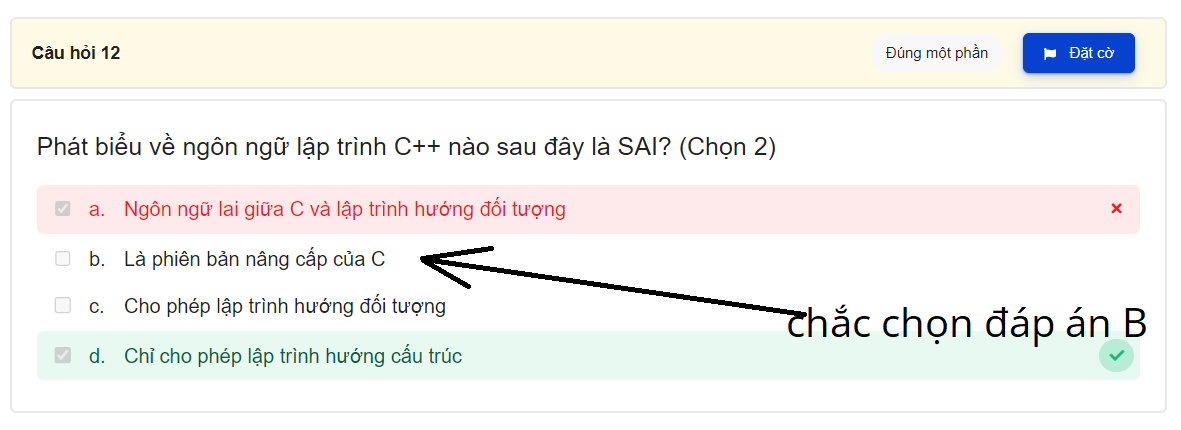 Câu hỏi 12
Đúng một phần
Đặt cờ
Phát biểu về ngôn ngữ lập trình C++ nào sau đây là SAI? (Chọn 2)
a. Ngôn ngữ lai giữa C và lập trình hướng đối tượng
b. Là phiên bản nâng cấp của C
c. Cho phép lập trình hướng đối tượng
chắc chọn đáp án B
d. Chỉ cho phép lập trình hướng cấu trúc